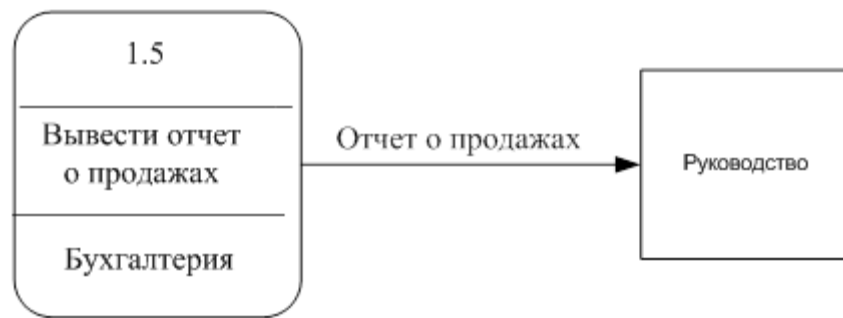 1.5
Вывести отчет
о продажах
Бухгалтерия
Отчет о продажах
Руководство